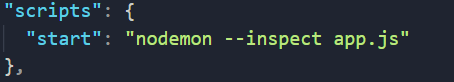 "scripts": {
"start": "nodemon --inspect app.js"
},